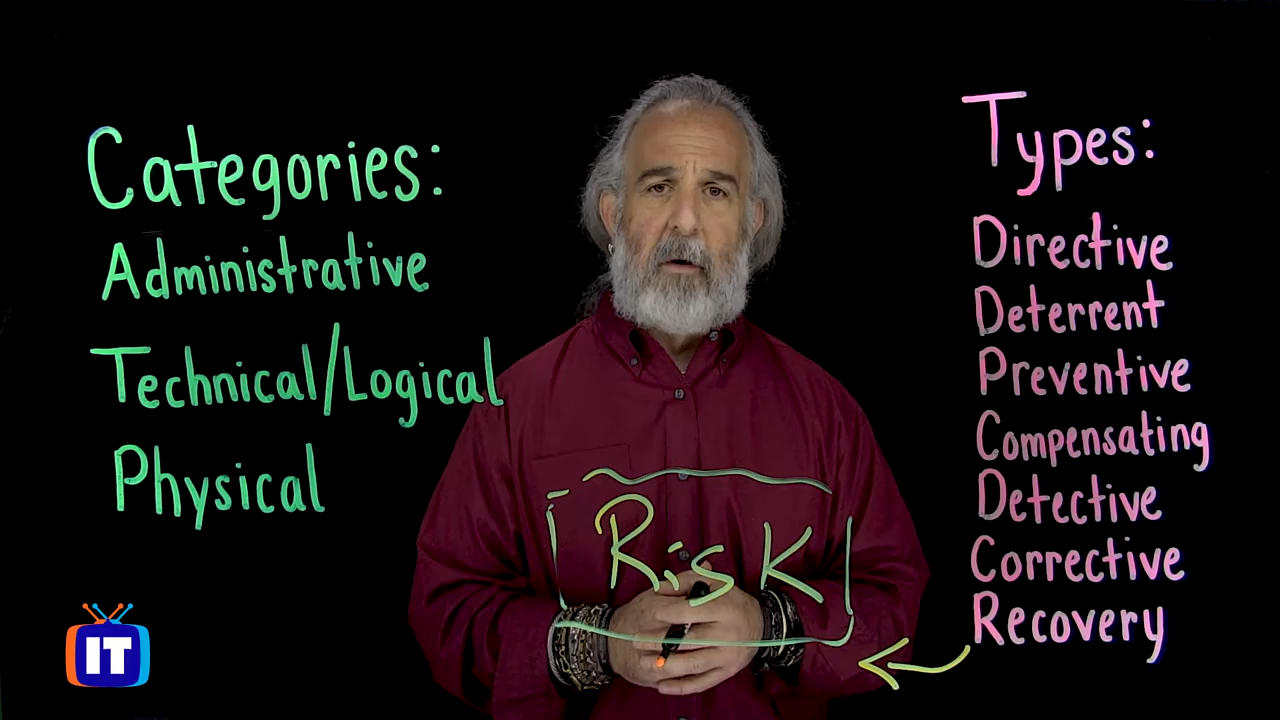 Categories:
Administrative
Technical/Logical
Physical
Types:
Directive
Deterrent
Preventive
Compensating
Detective
Corrective
Recovery
Risk
IT